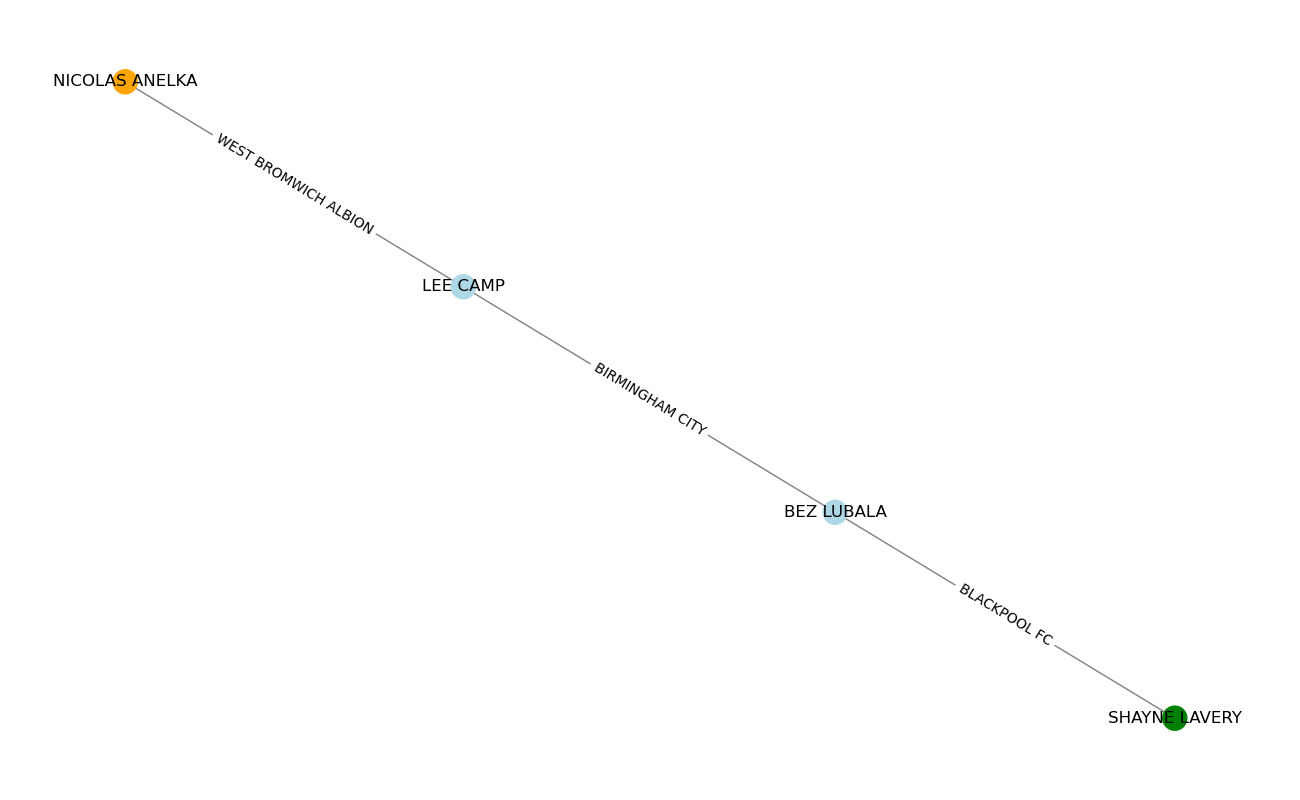 NICOLAS ANELKA
WEST BROMWICH ALBION
LEE CAMP
BIRMINGHAM CITY
BEZ LUBALA
BLACKPOOL FC
SHAYNE LAVERY